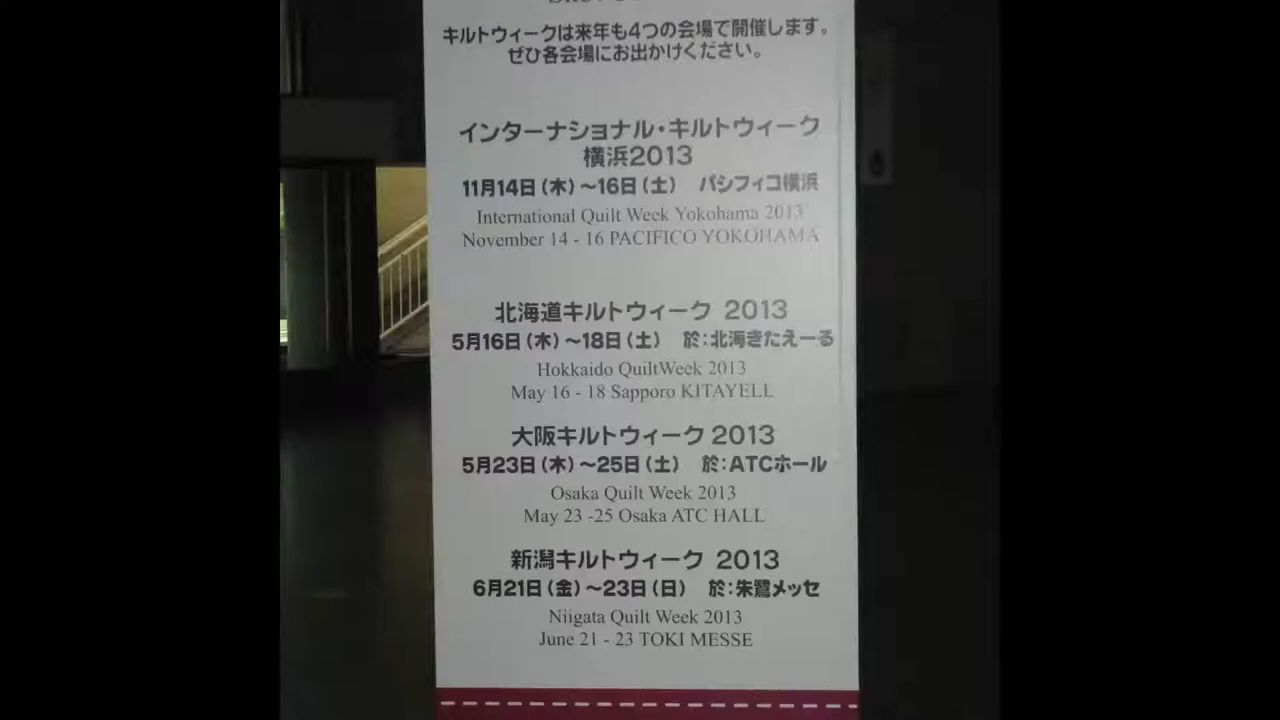 キルトウィークは来年も4つの会場で開催します。
ぜひ各会場にお出かけください。
インターナショナル・キルトウィーク
横浜2013
11月14日(木)~16日(土) パシフィコ横浜
International Quilt Week Yokohama 2013
November 14 - 16 PACIFICO YOKOHAMA
北海道キルトウィーク 2013
5月16日(木)~18日(土) 於:北海きたえーる
Hokkaido QuiltWeek 2013
May 16 - 18 Sapporo KITAYELL
大阪キルトウィーク 2013
5月23日(木)~25日(土) 於:ATCホール
Osaka Quilt Week 2013
May 23 -25 Osaka ATC HALL
新潟キルトウィーク 2013
6月21日(金)~23日(日) 於:朱鷺メッセ
Niigata Quilt Week 2013
June 21 - 23 TOKI MESSE